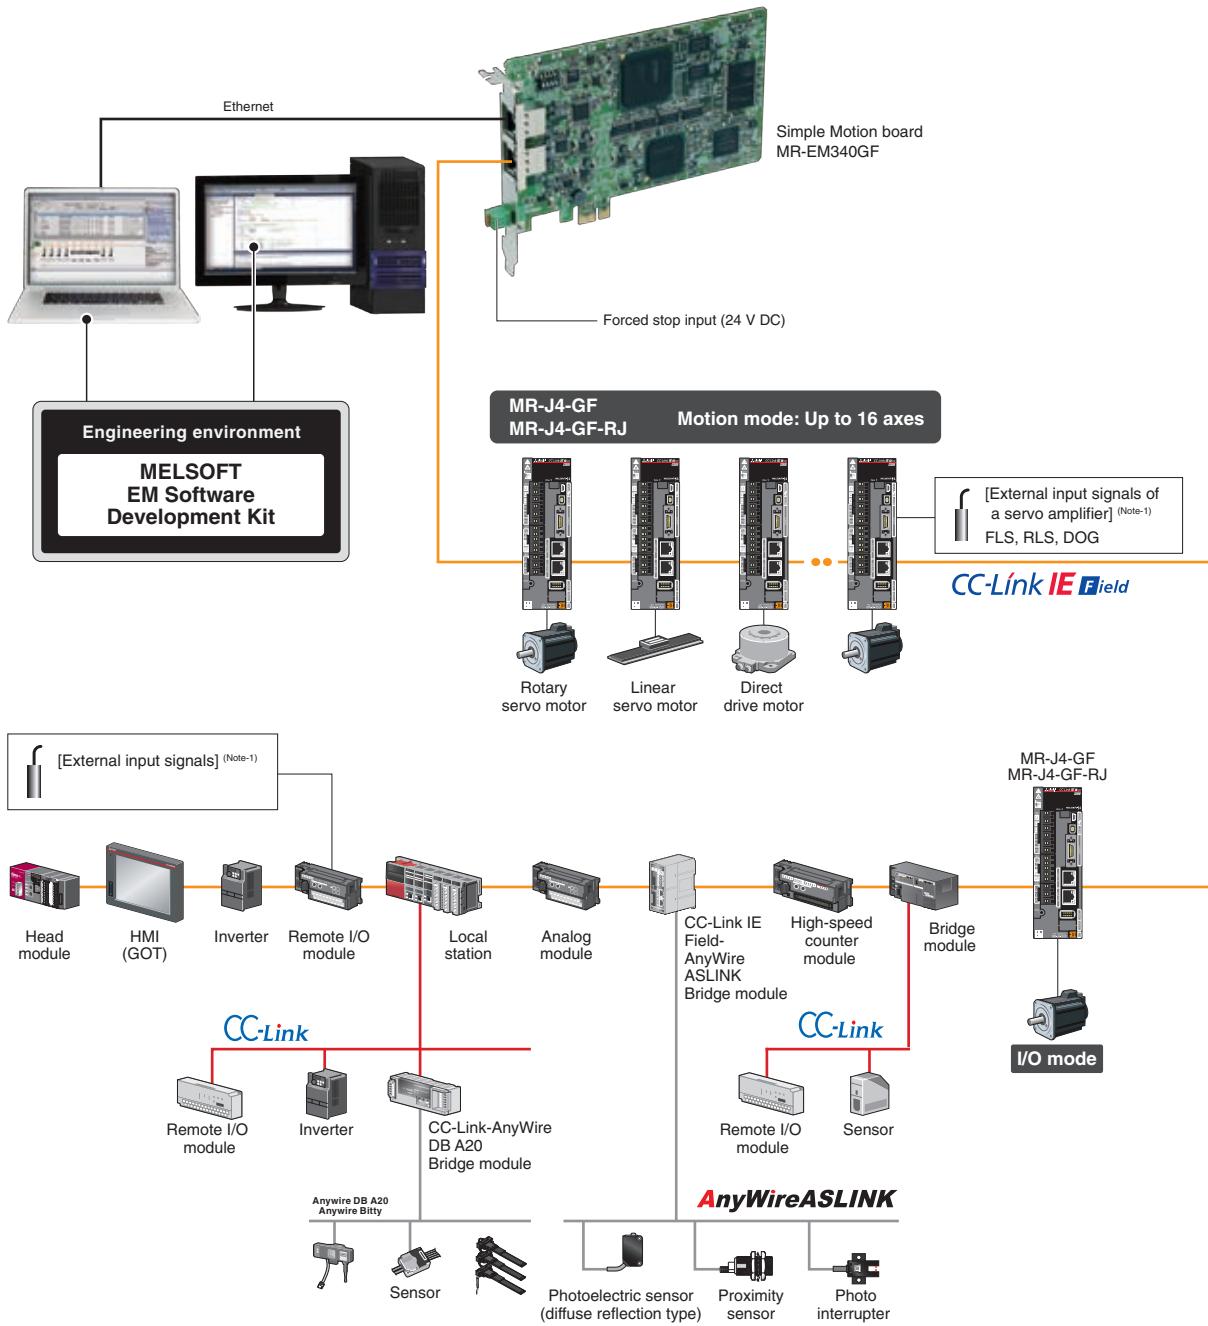 Ethernet
Simple Motion board
MR-EM340GF
Forced stop input (24 V DC)
Engineering environment
MELSOFT
EM Software
Development Kit
MR-J4-GF
MR-J4-GF-RJ
Motion mode: Up to 16 axes
[External input signals of
a servo amplifier] (Note-1)
FLS, RLS, DOG
CC-Link IE Field
Rotary
servo motor
Linear
servo motor
Direct
drive motor
[External input signals] (Note-1)
MR-J4-GF
MR-J4-GF-RJ
Head
module
HMI
(GOT)
Inverter
Remote I/O
module
Local
station
Analog
module
CC-Link IE
Field-
AnyWire
ASLINK
Bridge module
High-speed
counter
module
Bridge
module
I/O mode
CC-Link
CC-Link
Remote I/O
module
Inverter
CC-Link-AnyWire
DB A20
Bridge module
Remote I/O
module
Sensor
Anywire DB A20
Anywire Bitty
AnyWireASLINK
Sensor
Photoelectric sensor
(diffuse reflection type)
Proximity
sensor
Photo
interrupter